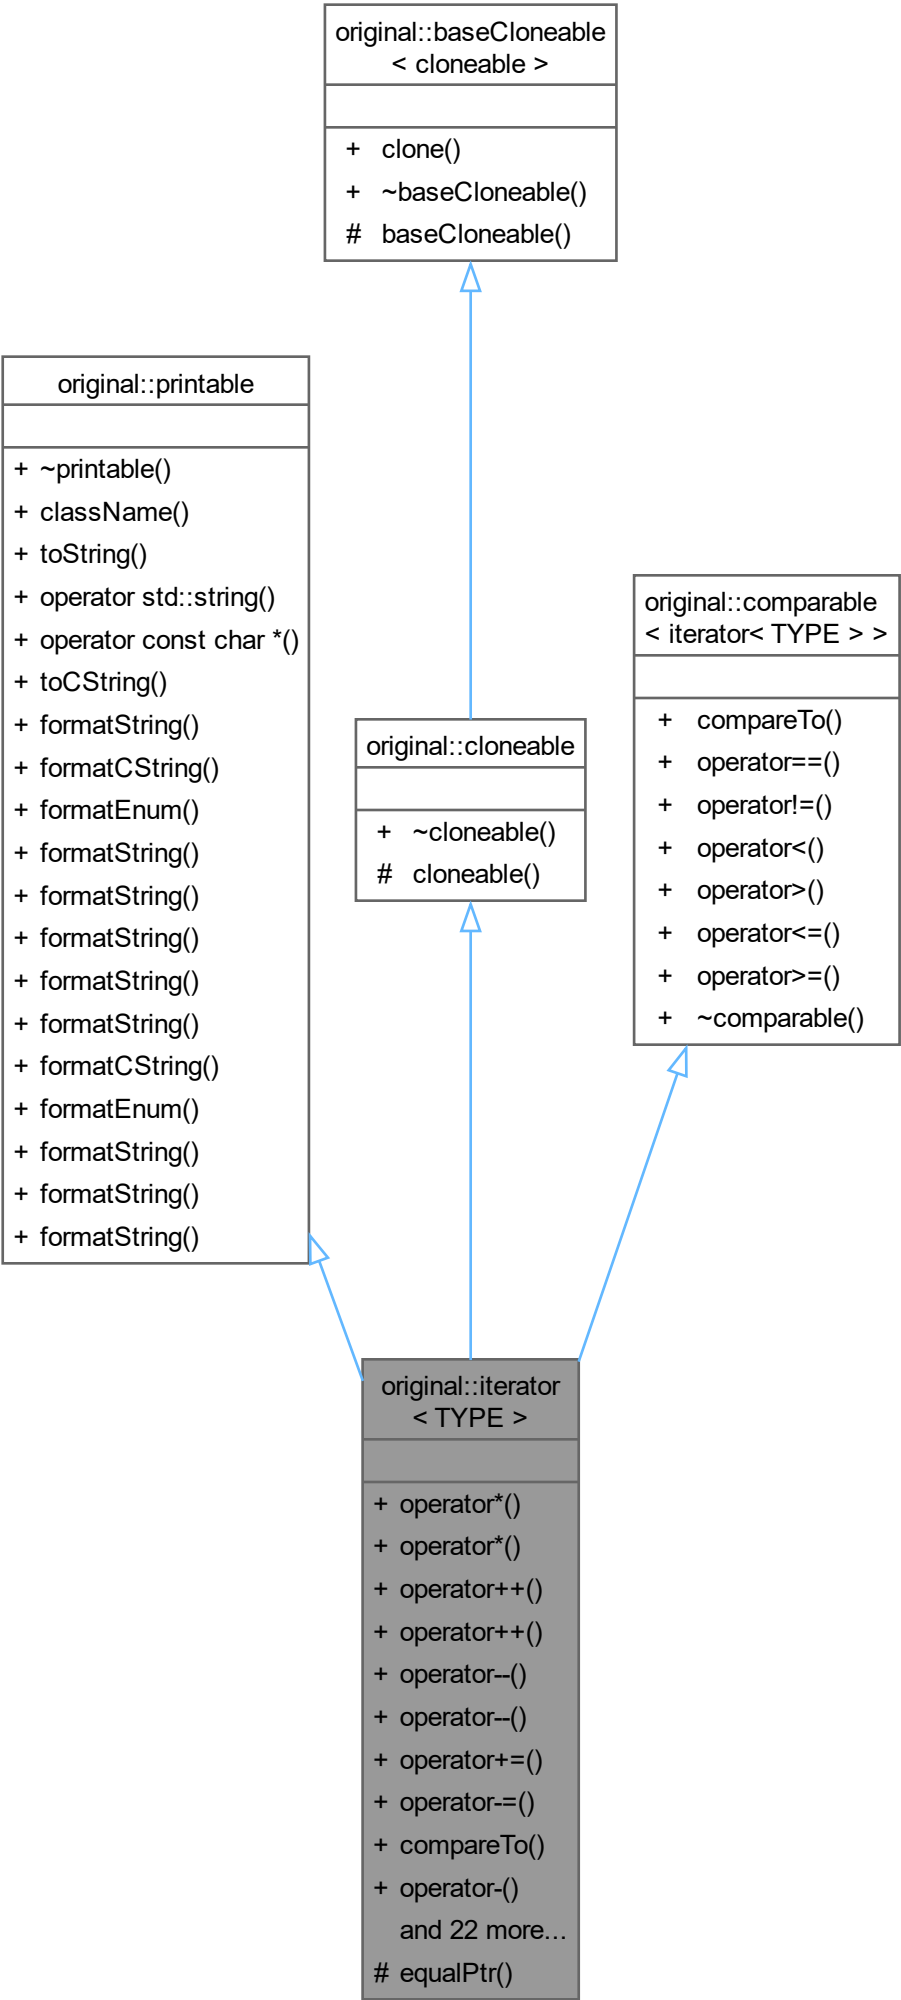 original::baseCloneable
< cloneable >
+ clone()
+ ~baseCloneable()
# baseCloneable()
original::printable
+ ~printable()
+ className()
+ toString()
+ operator std::string()
+ operator const char *()
+ toCString()
+ formatString()
+ formatCString()
+ formatEnum()
+ formatString()
+ formatString()
+ formatString()
+ formatString()
+ formatString()
+ formatCString()
+ formatEnum()
+ formatString()
+ formatString()
+ formatString()
original::cloneable
+ ~cloneable()
# cloneable()
original::comparable
< iterator< TYPE > >
+ compareTo()
+ operator==()
+ operator!=()
+ operator<()
+ operator>()
+ operator<=()
+ operator>=()
+ ~comparable()
original::iterator
< TYPE >
+ operator*()
+ operator*()
+ operator++()
+ operator++()
+ operator--()
+ operator--()
+ operator+=()
+ operator-=()
+ compareTo()
+ operator-()
and 22 more...
# equalPtr()